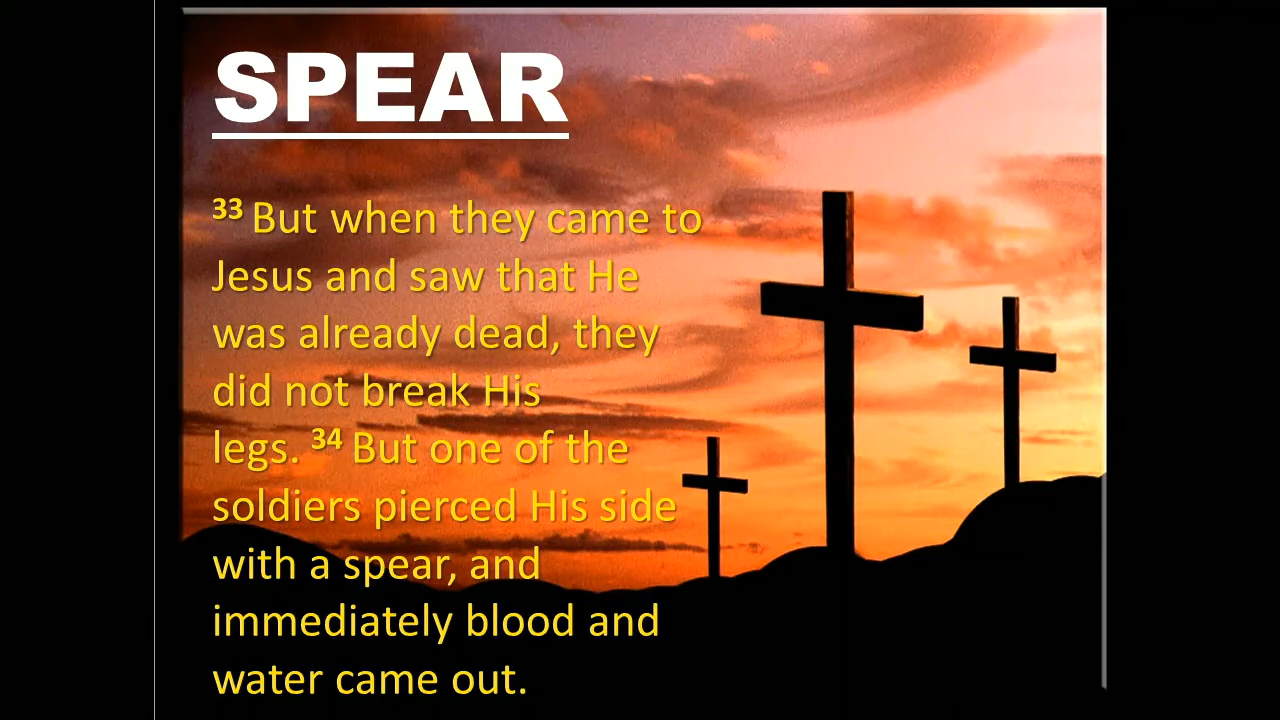 SPEAR
33 But when they came to
Jesus and saw that He
was already dead, they
did not break His
legs. 34 But one of the
soldiers pierced His side
with a spear, and
immediately blood and
water came out.